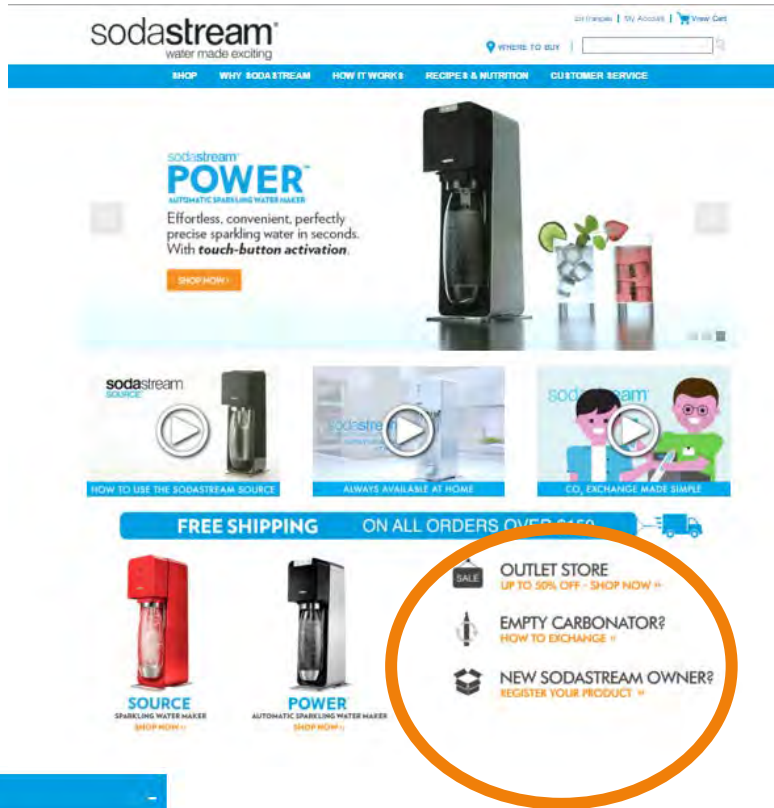 sodastream
water made exciting
en français | My Account | View Cart
WHERE TO BUY |
SHOP WHY SODASTREAM HOW IT WORKS RECIPES & NUTRITION CUSTOMER SERVICE
sodastream
POWER™
AUTOMATIC SPARKLING WATER MAKER
Effortless, convenient, perfectly
precise sparkling water in seconds.
With touch-button activation.
SHOP NOW ›
sodastream
SOURCE
sodastream
sodastream
HOW TO USE THE SODASTREAM SOURCE
ALWAYS AVAILABLE AT HOME
CO₂ EXCHANGE MADE SIMPLE
FREE SHIPPING ON ALL ORDERS OVER
SALE
OUTLET STORE
UP TO 50% OFF - SHOP NOW »
EMPTY CARBONATOR?
HOW TO EXCHANGE »
NEW SODASTREAM OWNER?
REGISTER YOUR PRODUCT »
SOURCE
SPARKLING WATER MAKER
SHOP NOW »
POWER
AUTOMATIC SPARKLING WATER MAKER
SHOP NOW »